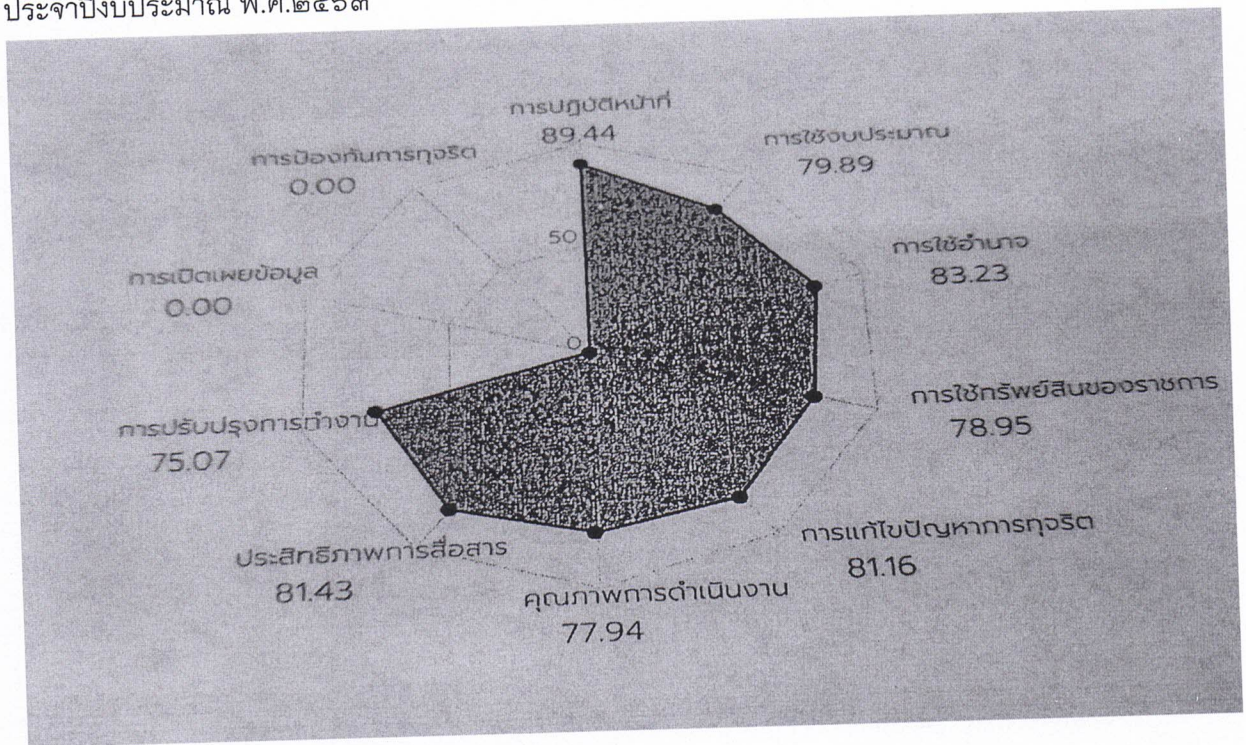 ประจำปีงบประมาณ พ.ศ.๒๕๖๓
การปฏิบัติหน้าที่
89.44
การใช้งบประมาณ
79.89
การใช้อำนาจ
83.23
การใช้ทรัพย์สินของราชการ
78.95
การแก้ไขปัญหาการทุจริต
81.16
คุณภาพการดำเนินงาน
77.94
ประสิทธิภาพการสื่อสาร
81.43
การปรับปรุงการทำงาน
75.07
การเปิดเผยข้อมูล
0.00
การป้องกันการทุจริต
0.00
50
0